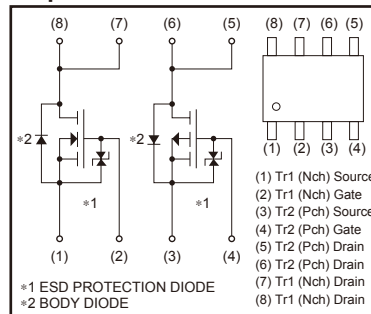 (8) (7) (6) (5)
(8) (7) (6) (5)
∗2
∗2
∗1
∗1
(1) (2) (3) (4)
(1) (2) (3) (4)
(1) Tr1 (Nch) Source
(2) Tr1 (Nch) Gate
(3) Tr2 (Pch) Source
(4) Tr2 (Pch) Gate
(5) Tr2 (Pch) Drain
(6) Tr2 (Pch) Drain
(7) Tr1 (Nch) Drain
(8) Tr1 (Nch) Drain
∗1 ESD PROTECTION DIODE
∗2 BODY DIODE